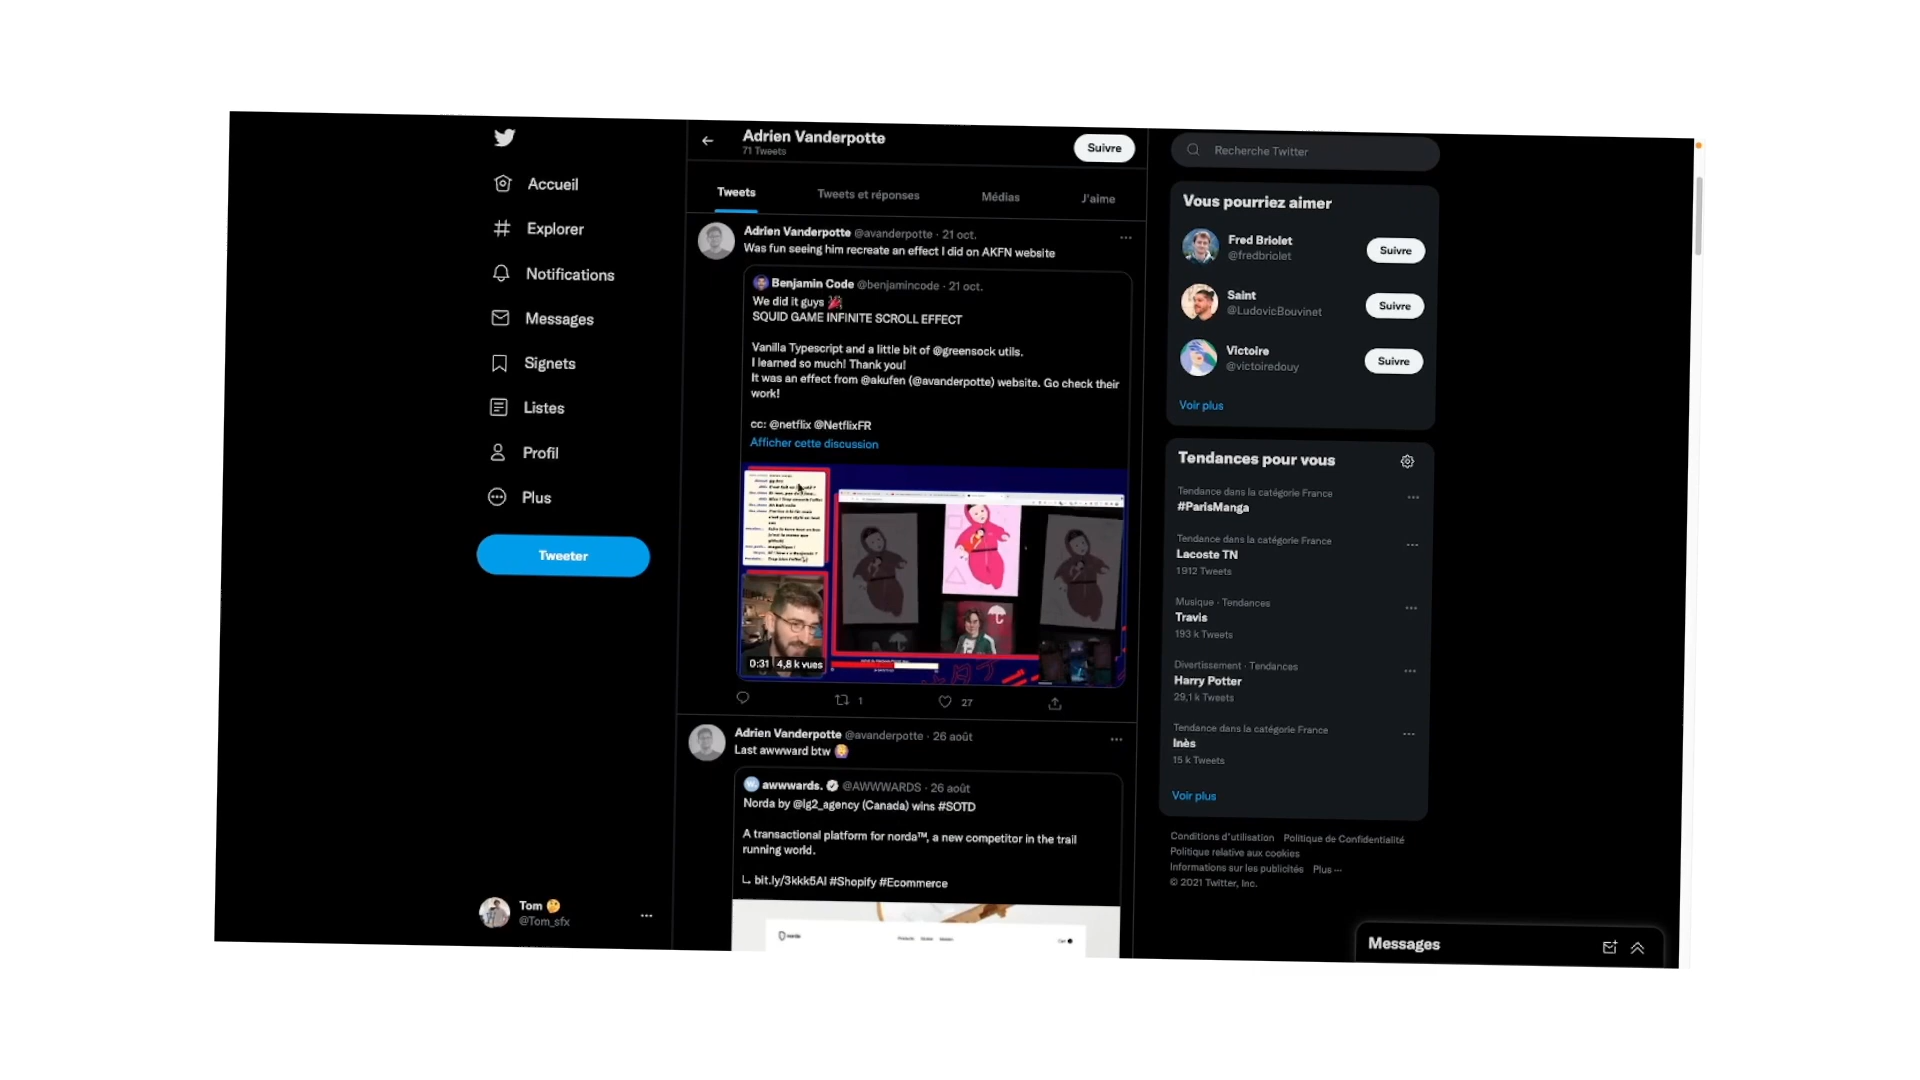 Accueil
Explorer
Notifications
Messages
Signets
Listes
Profil
Plus
Tweeter
Tom
@Tom_sfx
Adrien Vanderpotte
71 Tweets
Suivre
Tweets
Tweets et réponses
Médias
J'aime
Adrien Vanderpotte @avanderpotte · 21 oct.
Was fun seeing him recreate an effect I did on AKFN website
Benjamin Code @benjamincode · 21 oct.
We did it guys
SQUID GAME INFINITE SCROLL EFFECT
Vanilla Typescript and a little bit of @greensock utils.
I learned so much! Thank you!
It was an effect from @akufen (@avanderpotte) website. Go check their
work!
cc: @netflix @NetflixFR
Afficher cette discussion
0:31 4,8 k vues
1
27
Adrien Vanderpotte @avanderpotte · 26 août
Last awwward btw
awwwards. @AWWWARDS · 26 août
Norda by @lg2_agency (Canada) wins #SOTD
A transactional platform for norda™, a new competitor in the trail
running world.
↳ bit.ly/3kkk5AI #Shopify #Ecommerce
norda
Recherche Twitter
Vous pourriez aimer
Fred Briolet
@fredbriolet
Suivre
Saint
@LudovicBouvinet
Suivre
Victoire
@victoiredouy
Suivre
Voir plus
Tendances pour vous
Tendance dans la catégorie France
#ParisManga
Tendance dans la catégorie France
Lacoste TN
1 912 Tweets
Musique · Tendances
Travis
193 k Tweets
Divertissement · Tendances
Harry Potter
29,1 k Tweets
Tendance dans la catégorie France
Inès
15 k Tweets
Voir plus
Conditions d'utilisation Politique de Confidentialité
Politique relative aux cookies
Informations sur les publicités Plus ···
© 2021 Twitter, Inc.
Messages